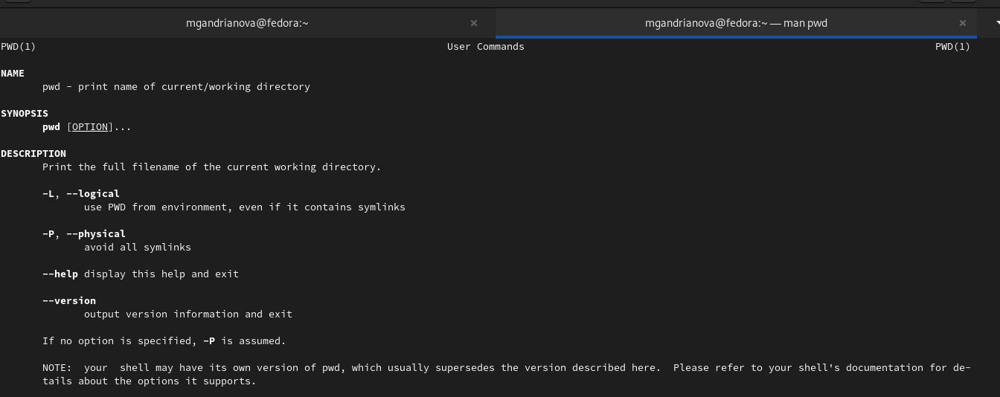 mgandrianova@fedora:~ × mgandrianova@fedora:~ — man pwd ×
PWD(1) User Commands PWD(1)
NAME
pwd - print name of current/working directory
SYNOPSIS
pwd [OPTION]...
DESCRIPTION
Print the full filename of the current working directory.
-L, --logical
use PWD from environment, even if it contains symlinks
-P, --physical
avoid all symlinks
--help display this help and exit
--version
output version information and exit
If no option is specified, -P is assumed.
NOTE:  your  shell may have its own version of pwd, which usually supersedes the version described here.  Please refer to your shell's documentation for de-
tails about the options it supports.